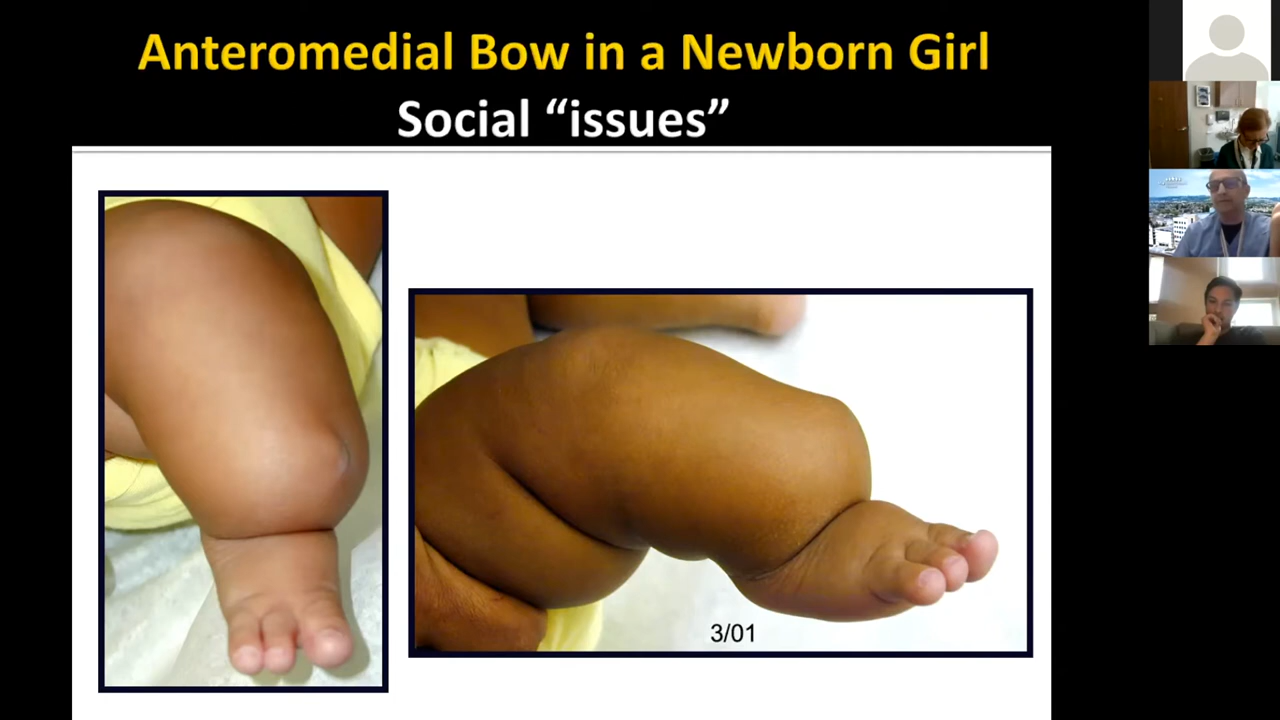 Anteromedial Bow in a Newborn Girl
Social “issues”
3/01